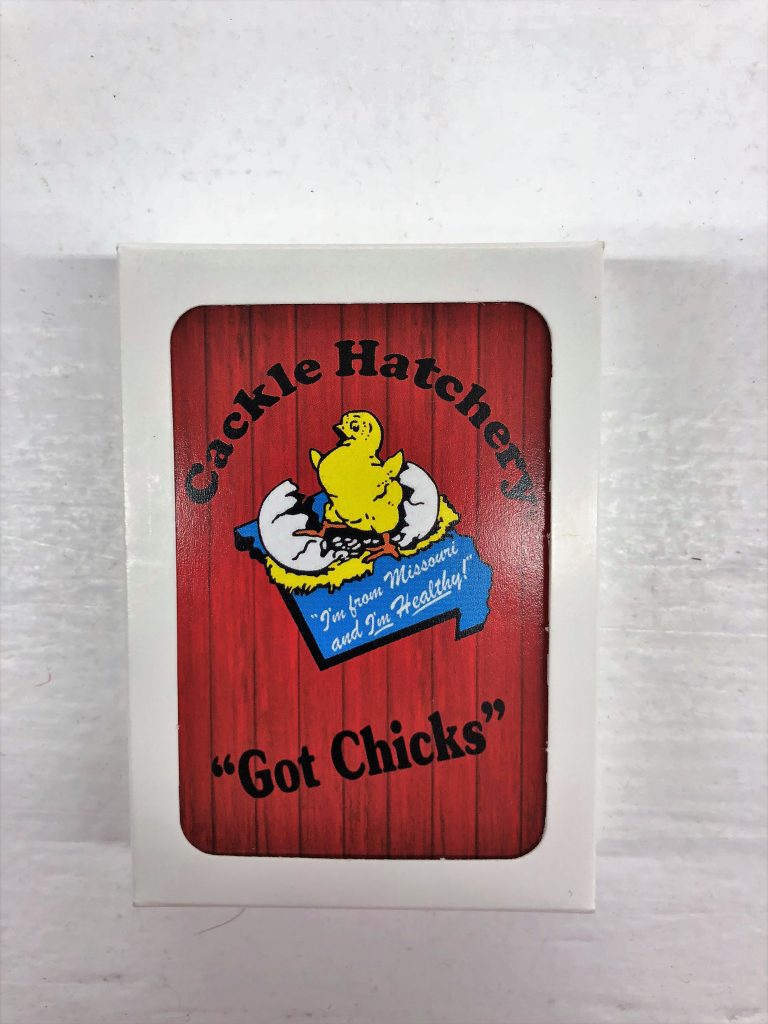 Cackle Hatchery
"I'm from Missouri
and I'm Healthy!"
"Got Chicks"